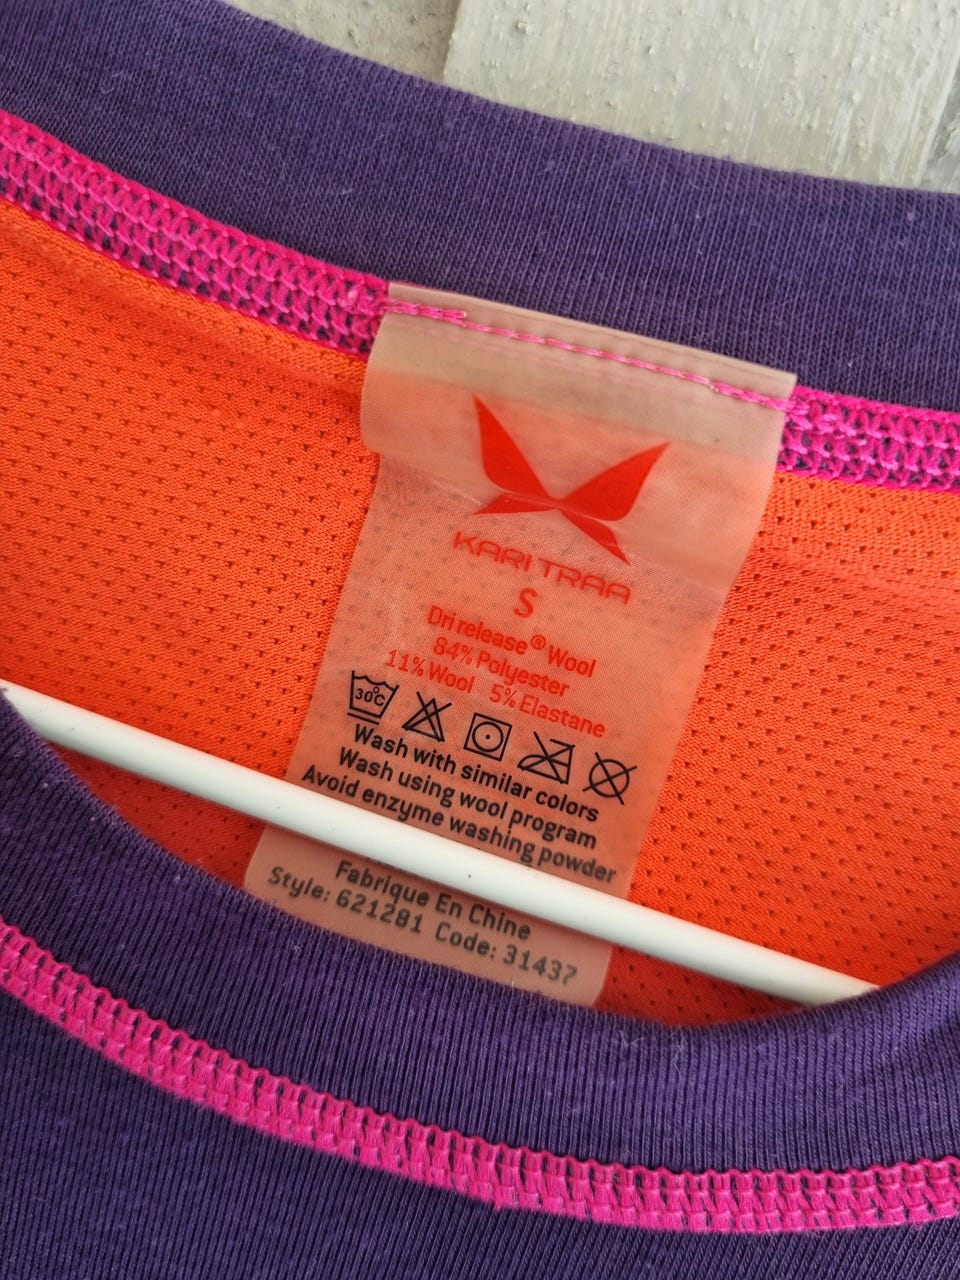 KARI TRAA
S
Dri release® Wool
84% Polyester
11% Wool 5% Elastane
30°C
Wash with similar colors
Wash using wool program
Avoid enzyme washing powder
Fabrique En Chine
Style: 621281 Code: 31437